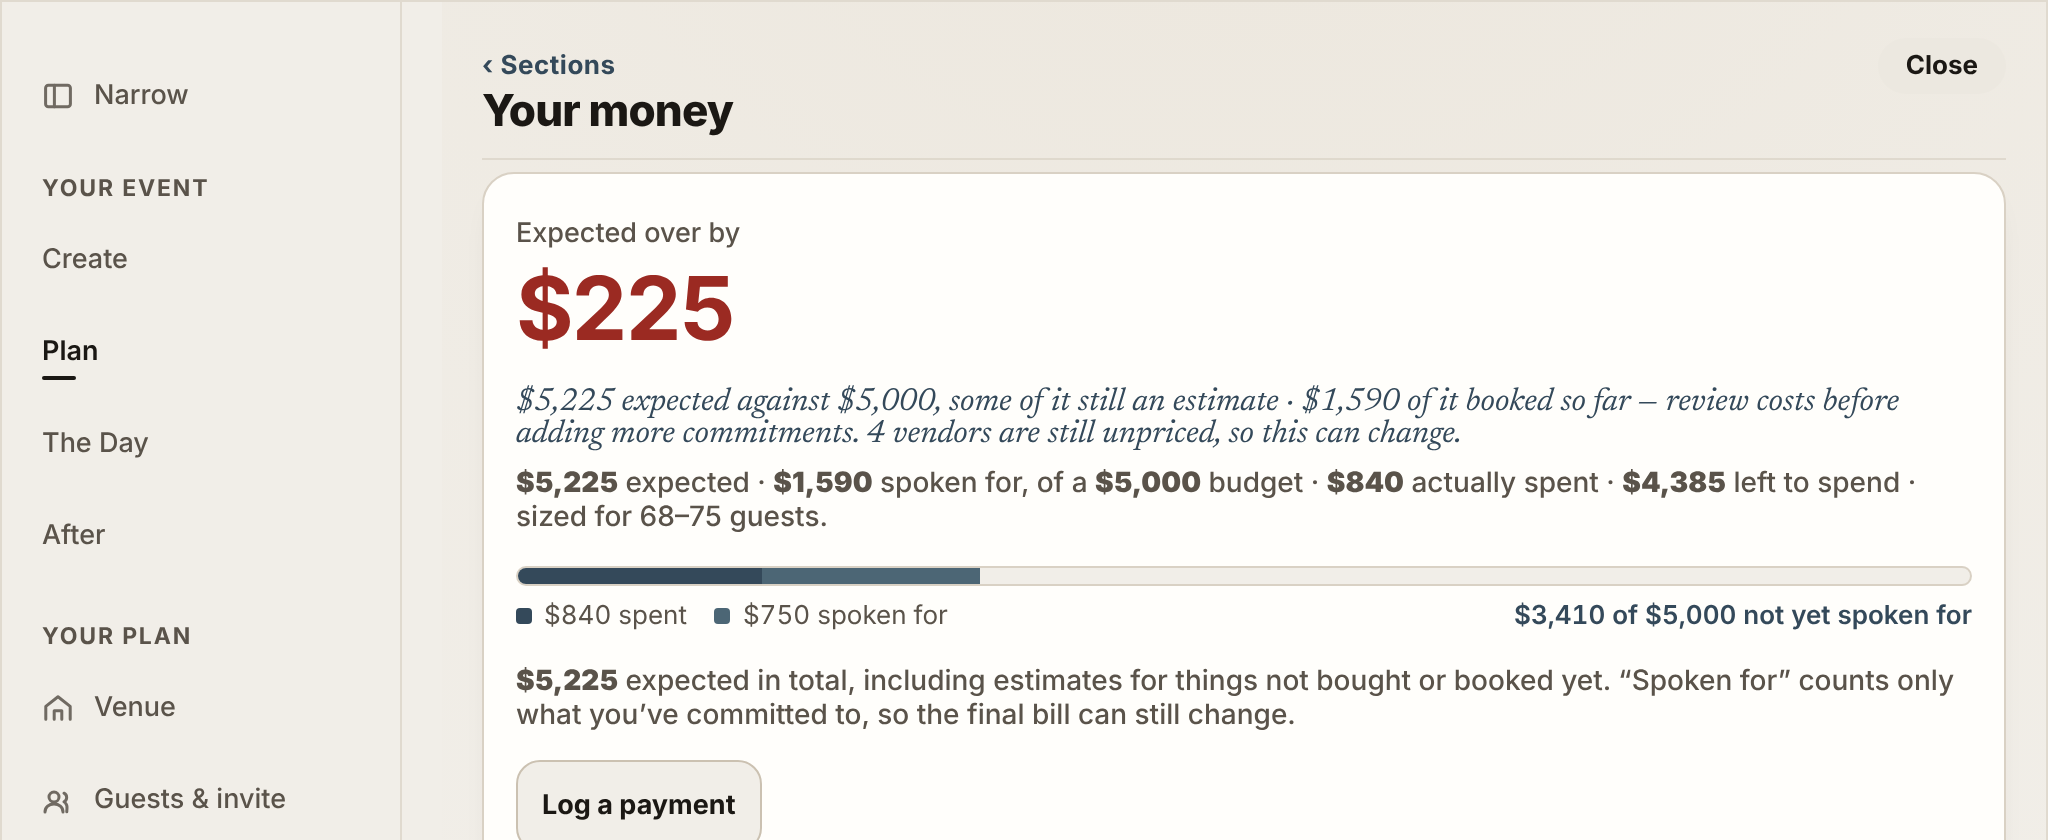 Narrow
YOUR EVENT
Create
Plan
The Day
After
YOUR PLAN
Venue
Guests & invite
‹ Sections
Close
Your money
Expected over by
$225
$5,225 expected against $5,000, some of it still an estimate · $1,590 of it booked so far – review costs before
adding more commitments. 4 vendors are still unpriced, so this can change.
$5,225 expected · $1,590 spoken for, of a $5,000 budget · $840 actually spent · $4,385 left to spend ·
sized for 68–75 guests.
$840 spent $750 spoken for
$3,410 of $5,000 not yet spoken for
$5,225 expected in total, including estimates for things not bought or booked yet. “Spoken for” counts only
what you’ve committed to, so the final bill can still change.
Log a payment